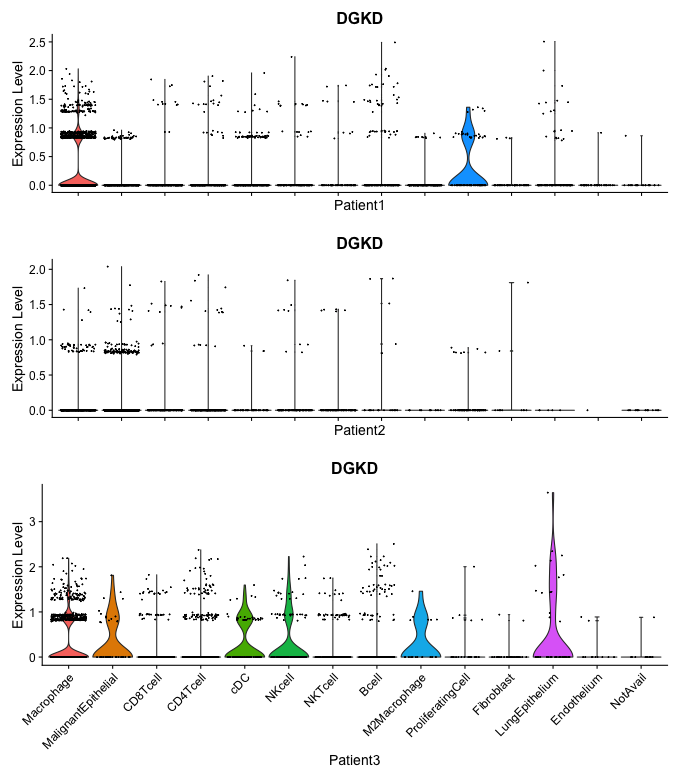 DGKD
Expression Level
2.5
2.0
1.5
1.0
0.5
0.0
Patient1
DGKD
Expression Level
2.0
1.5
1.0
0.5
0.0
Patient2
DGKD
Expression Level
3
2
1
0
Macrophage
MalignantEpithelial
CD8Tcell
CD4Tcell
cDC
NKcell
NKTcell
Bcell
M2Macrophage
ProliferatingCell
Fibroblast
LungEpithelium
Endothelium
NotAvail
Patient3